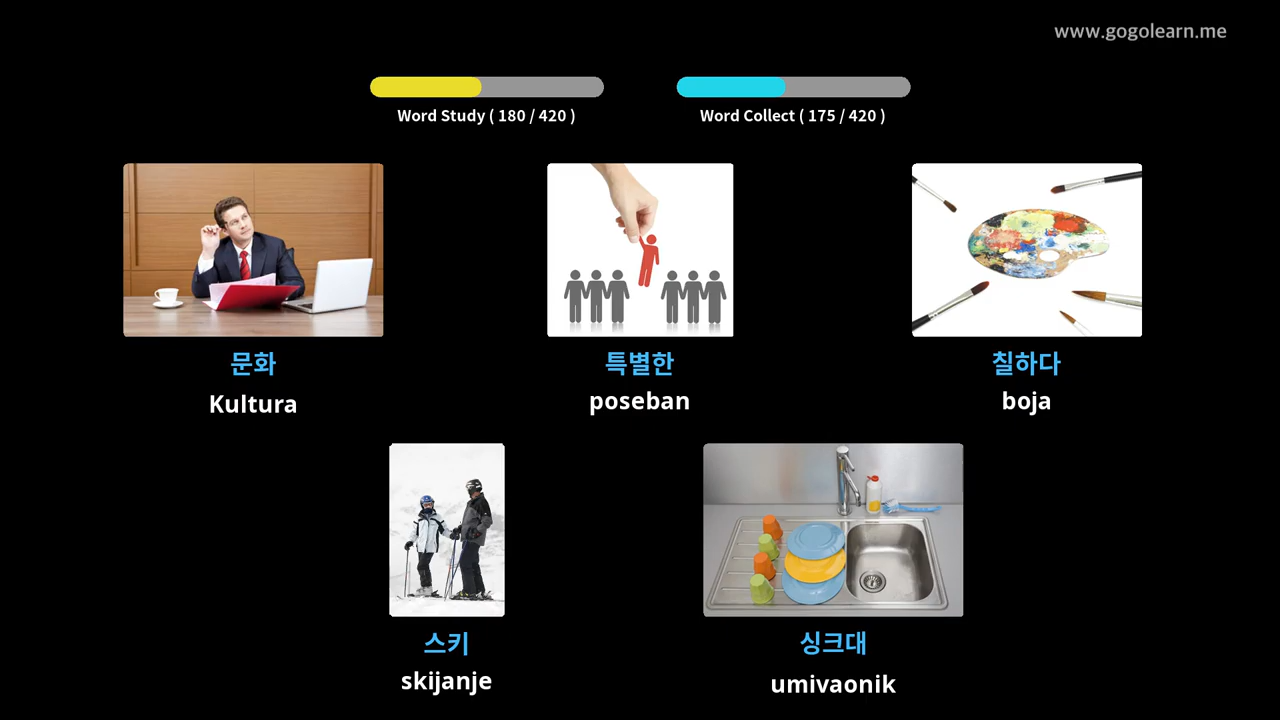 www.gogolearn.me
Word Study ( 180 / 420 )
Word Collect ( 175 / 420 )
문화
Kultura
특별한
poseban
칠하다
boja
스키
skijanje
싱크대
umivaonik